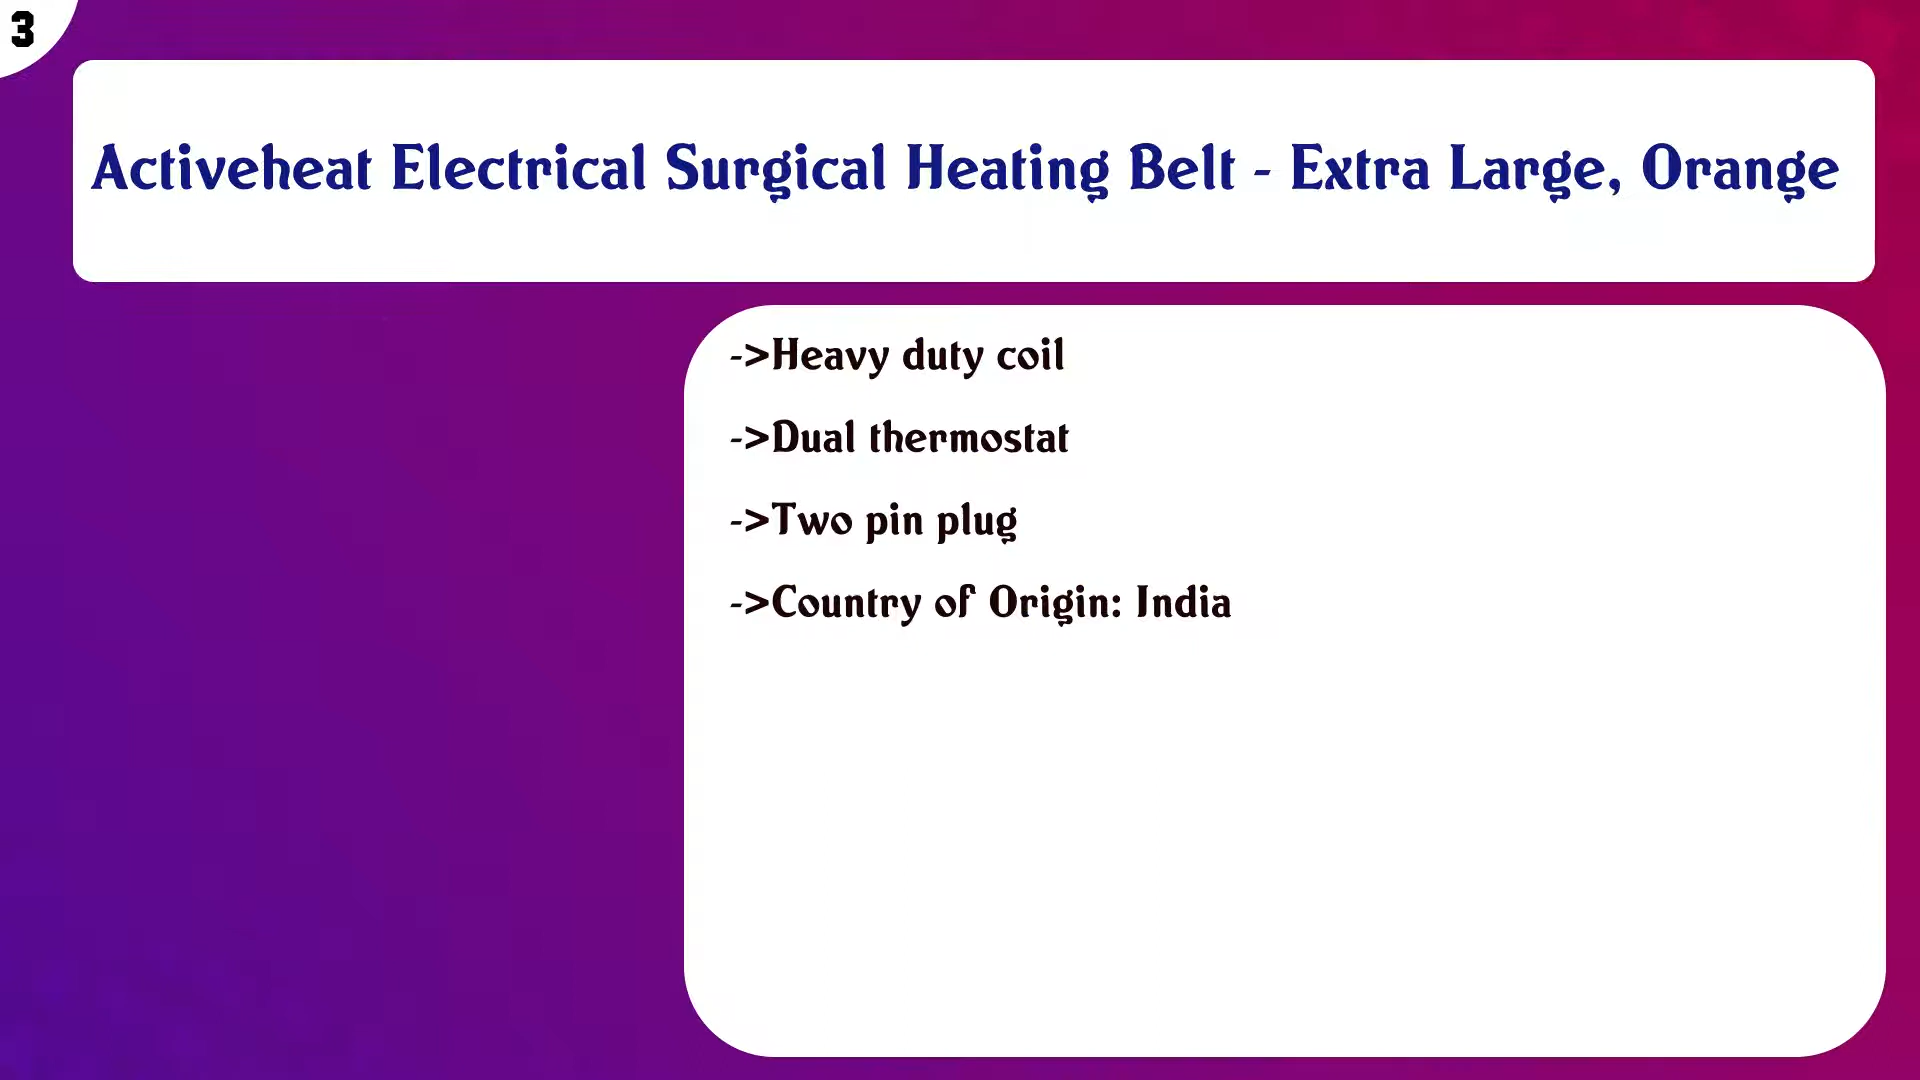 3
Activeheat Electrical Surgical Heating Belt - Extra Large, Orange
->Heavy duty coil
->Dual thermostat
->Two pin plug
->Country of Origin: India